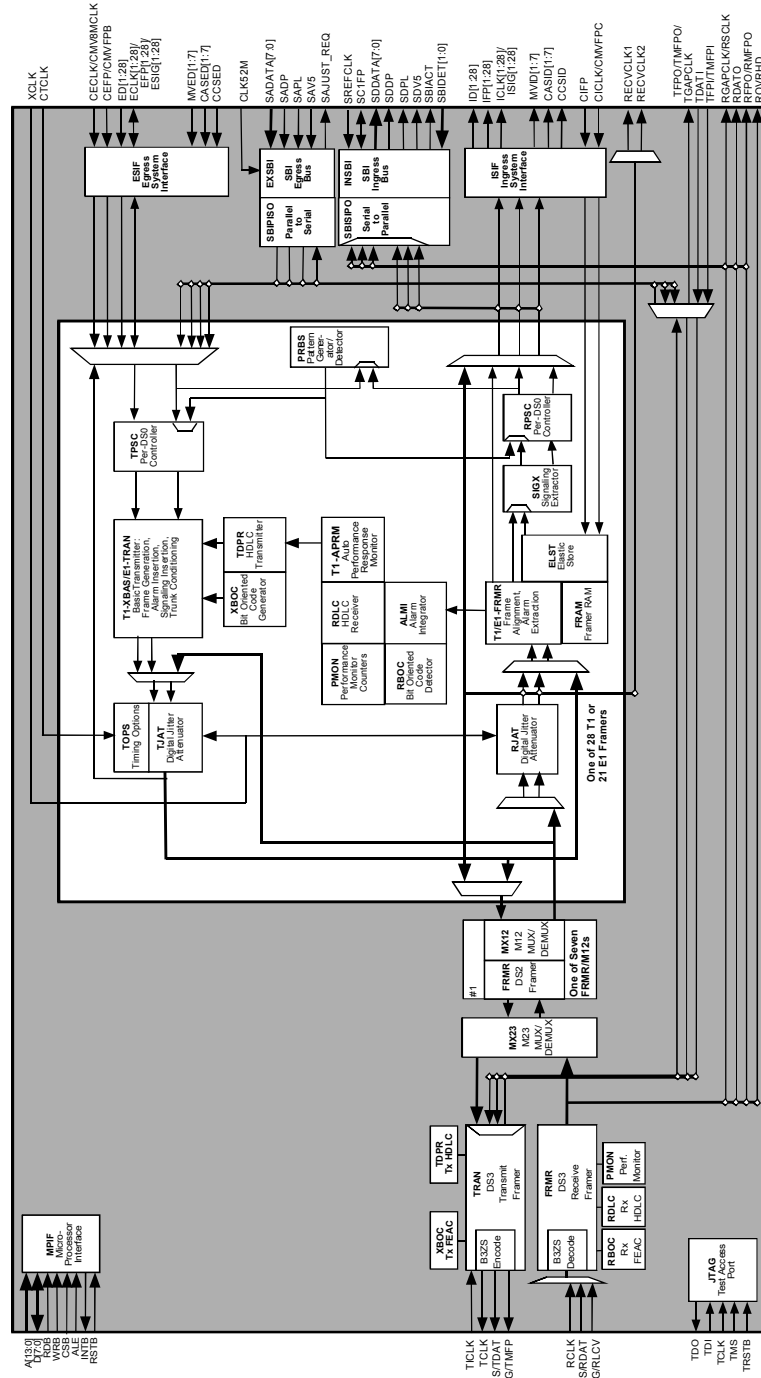 XCLK
CTCLK
CECLK/CMV8MCLK
CEFP/CMVFPB
ED[1:28]
ECLK[1:28]/
EFP[1:28]/
ESIG[1:28]
MVED[1:7]
CASED[1:7]
CCSED
CLK52M
SADATA[7:0]
SADP
SAPL
SAV5
SAJUST_REQ
SREFCLK
SC1FP
SDDATA[7:0]
SDDP
SDPL
SDV5
SBIACT
SBIDET[1:0]
ID[1:28]
IFP[1:28]
ICLK[1:28]/
ISIG[1:28]
MVID[1:7]
CASID[1:7]
CCSID
CIFP
CICLK/CMVFPC
RECVCLK1
RECVCLK2
TFPO/TMFPO/
TGAPCLK
TDATI
TFPI/TMFPI
RGAPCLK/RSCLK
RDATO
RFPO/RMFPO
ROVRHD
ESIF
Egress
System
Interface
SBIPISO
Parallel
to
Serial
EXSBI
SBI
Egress
Bus
SBISIPO
Serial to
Parallel
INSBI
SBI
Ingress
Bus
ISIF
Ingress
System
Interface
PRBS
Pattern
Gener-
ator/
Detector
TPSC
Per-DS0
Controller
RPSC
Per-DS0
Controller
SIGX
Signaling
Extractor
T1-XBAS/E1-TRAN
BasicTransmitter:
Frame Generation,
Alarm Insertion,
Signaling Insertion,
Trunk Conditioning
TDPR
HDLC
Transmitter
XBOC
Bit Oriented
Code
Generator
T1-APRM
Auto
Performance
Response
Monitor
RDLC
HDLC
Receiver
ALMI
Alarm
Integrator
PMON
Performance
Monitor
Counters
RBOC
Bit Oriented
Code
Detector
ELST
Elastic
Store
T1/E1-FRMR
Frame
Alignment,
Alarm
Extraction
FRAM
Framer RAM
TOPS
Timing Options
TJAT
Digital Jitter
Attenuator
RJAT
Digital Jitter
Attenuator
One of 28 T1 or
21 E1 Framers
#1
FRMR
DS2
Framer
MX12
M12
MUX/
DEMUX
One of Seven
FRMR/M12s
MX23
M23
MUX/
DEMUX
TDPR
Tx HDLC
XBOC
Tx FEAC
TRAN
DS3
Transmit
Framer
B3ZS
Encode
FRMR
DS3
Receive
Framer
B3ZS
Decode
PMON
Perf.
Monitor
RDLC
Rx
HDLC
RBOC
Rx
FEAC
MPIF
Micro-
Processor
Interface
JTAG
Test Access
Port
A[13:0]
D[7:0]
RDB
WRB
CSB
ALE
INTB
RSTB
TICLK
TCLK
S/TDAT
G/TMFP
RCLK
S/RDAT
G/RLCV
TDO
TDI
TCLK
TMS
TRSTB